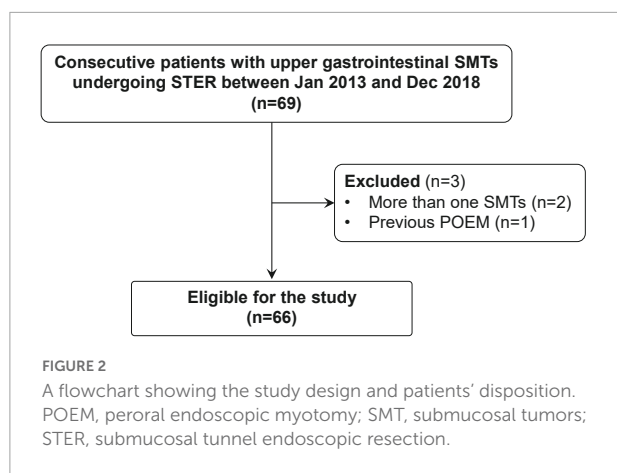 Consecutive patients with upper gastrointestinal SMTs
undergoing STER between Jan 2013 and Dec 2018
(n=69)
Excluded (n=3)
• More than one SMTs (n=2)
• Previous POEM (n=1)
Eligible for the study
(n=66)
FIGURE 2
A flowchart showing the study design and patients’ disposition.
POEM, peroral endoscopic myotomy; SMT, submucosal tumors;
STER, submucosal tunnel endoscopic resection.